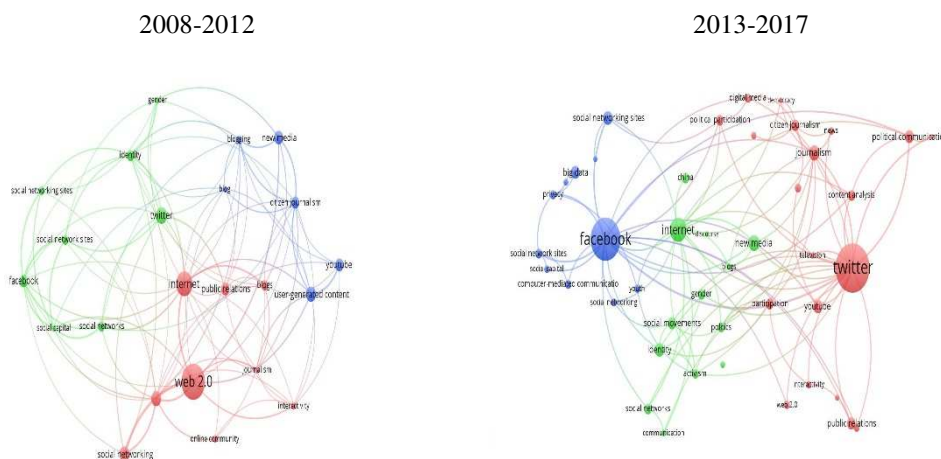 2008-2012
2013-2017
gender
blogging
new media
identity
blog
social networking sites
citizen journalism
twitter
social network sites
youtube
facebook
internet
public relations
blogs
user-generated content
social capital
social networks
journalism
web 2.0
interactivity
online community
social networking
digital media
democracy
social networking sites
political participation
citizen journalism
news
political communicatio
journalism
big data
china
privacy
content analysis
facebook
internet
discourse
new media
social network sites
television
social capital
blogs
twitter
computer-mediated communicatio
youth
gender
social networking
participation
youtube
social movements
politics
identity
activism
interactivity
social networks
web 2.0
public relations
communication